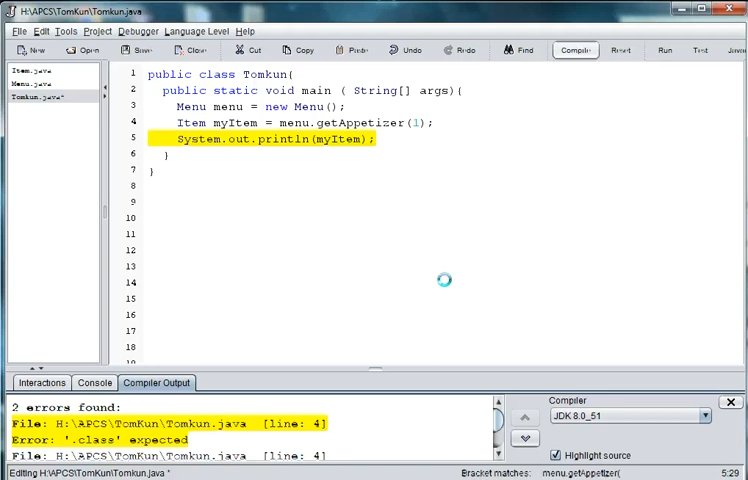 H:\APCS\TomKun\Tomkun.java
File Edit Tools Project Debugger Language Level Help
New Open Save Close Cut Copy Paste Undo Redo Find Compile Reset Run Test
Item.java
Menu.java
Tomkun.java*
1 public class Tomkun{
2 public static void main ( String[] args){
3 Menu menu = new Menu();
4 Item myItem = menu.getAppetizer(1);
5 System.out.println(myItem);
6 }
7 }
8
9
10
11
12
13
14
15
16
17
18
19
Interactions Console Compiler Output
2 errors found:
File: H:\APCS\TomKun\Tomkun.java [line: 4]
Error: '.class' expected
File: H:\APCS\TomKun\Tomkun.java [line: 4]
Compiler
JDK 8.0_51
Highlight source
Editing H:\APCS\TomKun\Tomkun.java * Bracket matches: menu.getAppetizer( 5:29